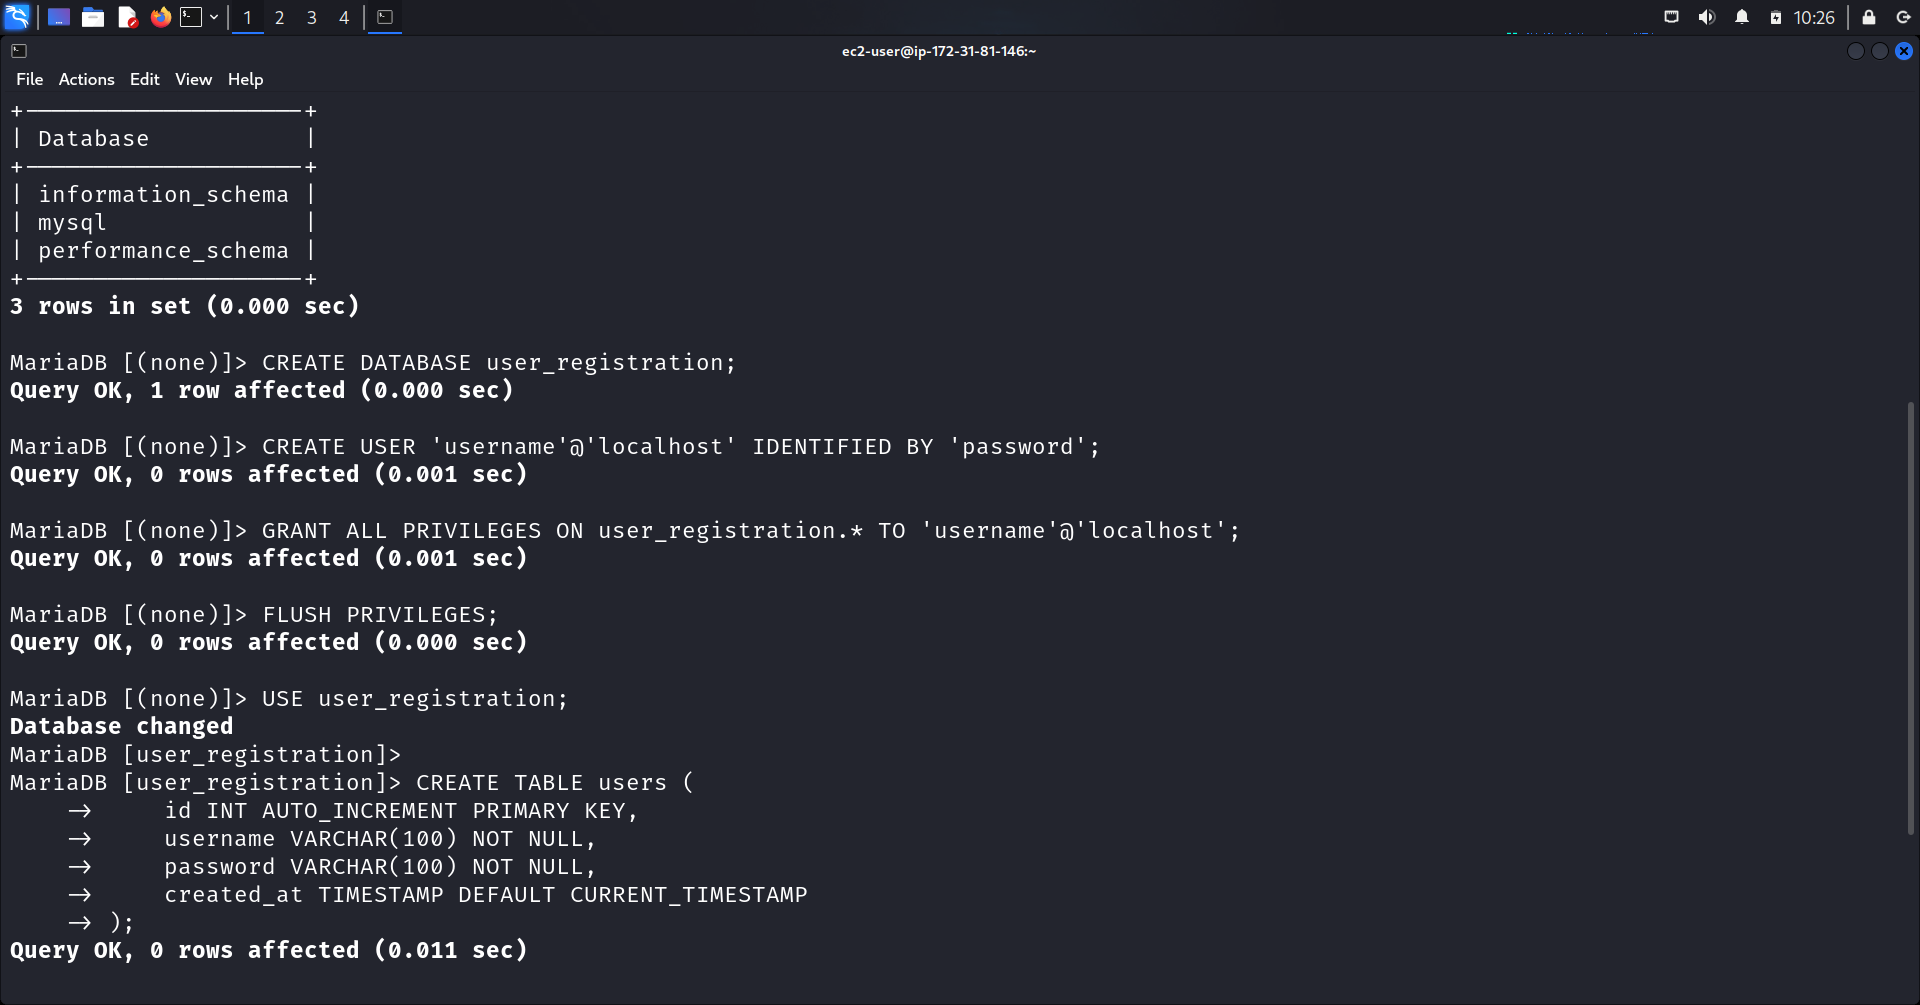 1 2 3 4
10:26
ec2-user@ip-172-31-81-146:~
File Actions Edit View Help
+--------------------+
| Database           |
+--------------------+
| information_schema |
| mysql              |
| performance_schema |
+--------------------+
3 rows in set (0.000 sec)
MariaDB [(none)]> CREATE DATABASE user_registration;
Query OK, 1 row affected (0.000 sec)
MariaDB [(none)]> CREATE USER 'username'@'localhost' IDENTIFIED BY 'password';
Query OK, 0 rows affected (0.001 sec)
MariaDB [(none)]> GRANT ALL PRIVILEGES ON user_registration.* TO 'username'@'localhost';
Query OK, 0 rows affected (0.001 sec)
MariaDB [(none)]> FLUSH PRIVILEGES;
Query OK, 0 rows affected (0.000 sec)
MariaDB [(none)]> USE user_registration;
Database changed
MariaDB [user_registration]>
MariaDB [user_registration]> CREATE TABLE users (
    ->     id INT AUTO_INCREMENT PRIMARY KEY,
    ->     username VARCHAR(100) NOT NULL,
    ->     password VARCHAR(100) NOT NULL,
    ->     created_at TIMESTAMP DEFAULT CURRENT_TIMESTAMP
    -> );
Query OK, 0 rows affected (0.011 sec)